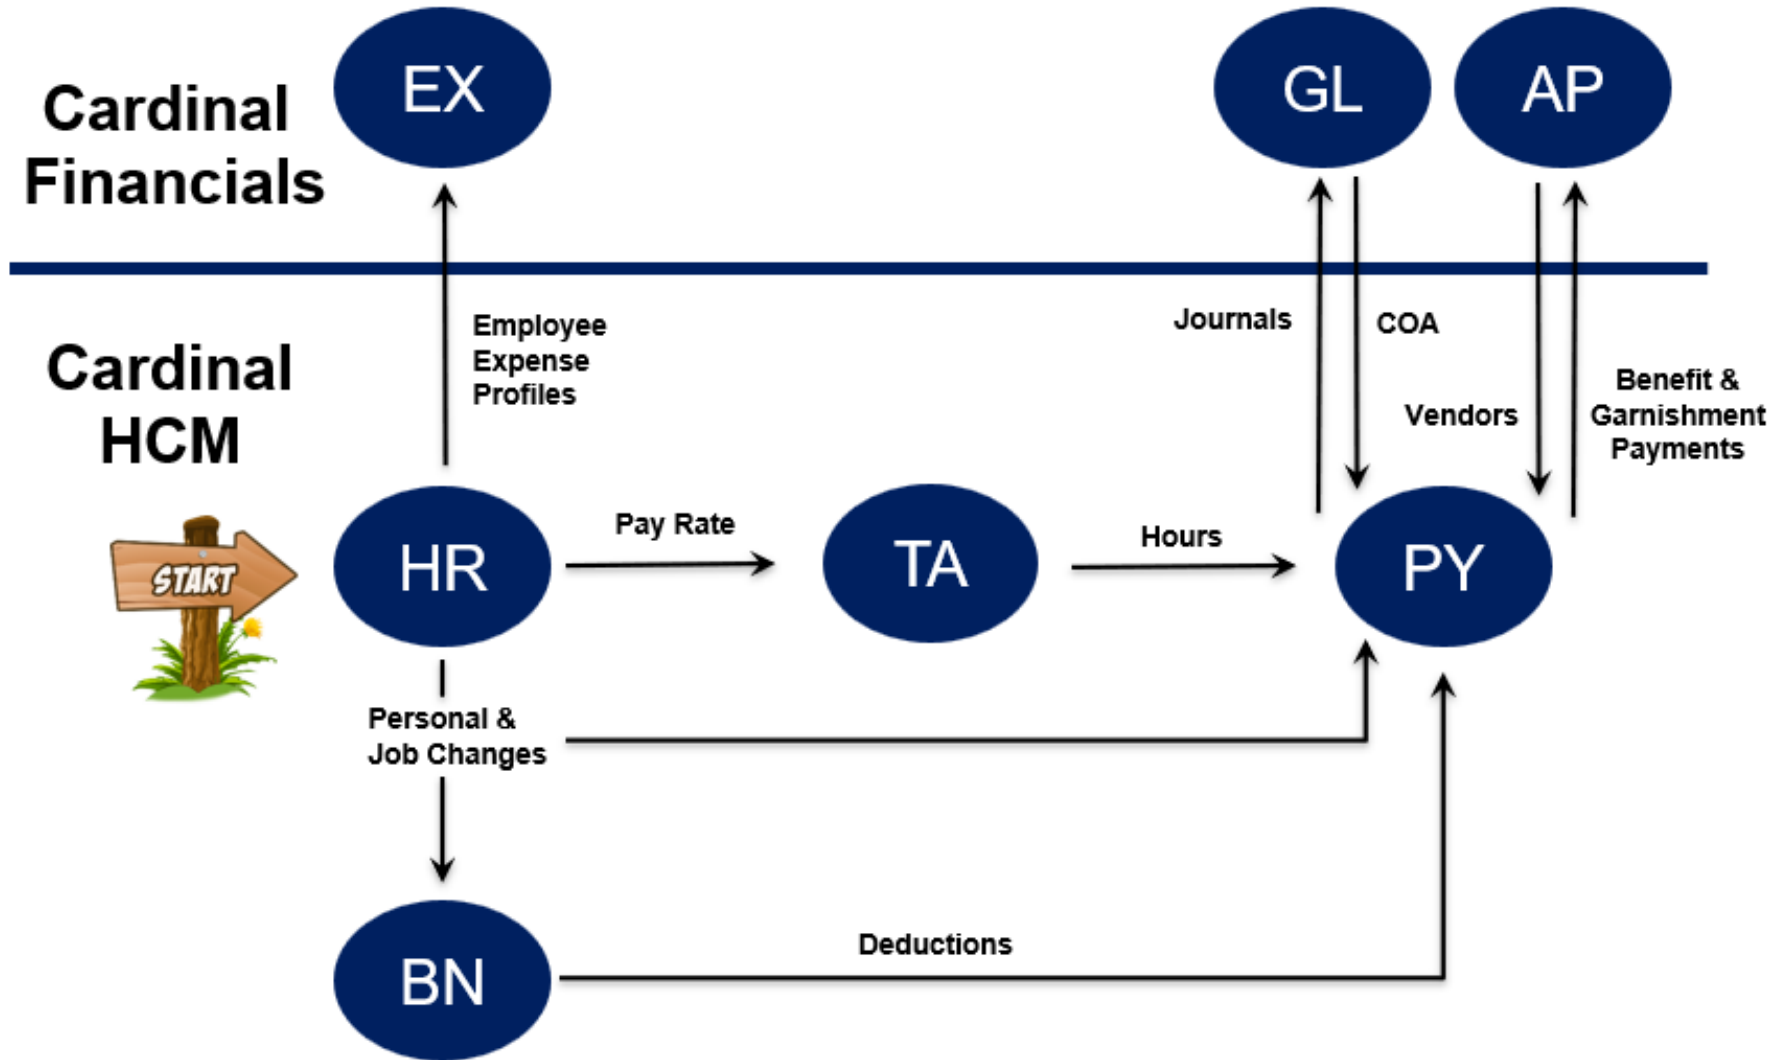 Cardinal
Financials
EX
GL
AP
Employee
Expense
Profiles
Journals
COA
Vendors
Benefit &
Garnishment
Payments
Cardinal
HCM
START
HR
Pay Rate
TA
Hours
PY
Personal &
Job Changes
BN
Deductions